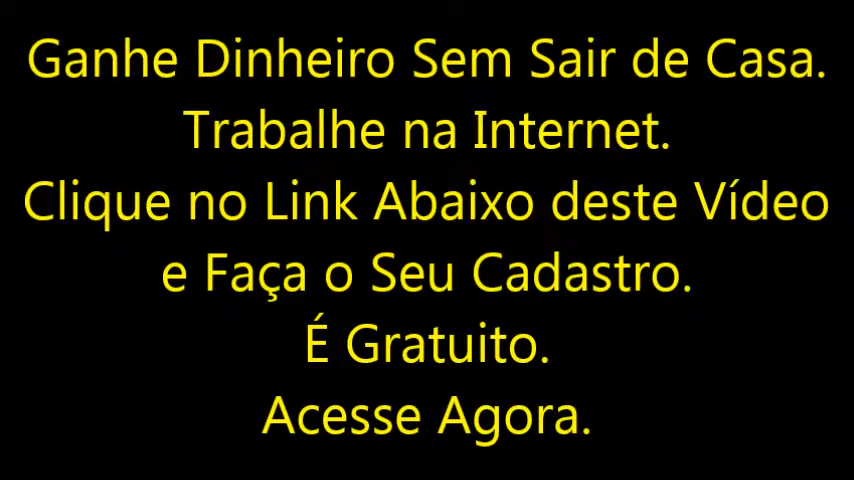 Ganhe Dinheiro Sem Sair de Casa.
Trabalhe na Internet.
Clique no Link Abaixo deste Vídeo
e Faça o Seu Cadastro.
É Gratuito.
Acesse Agora.